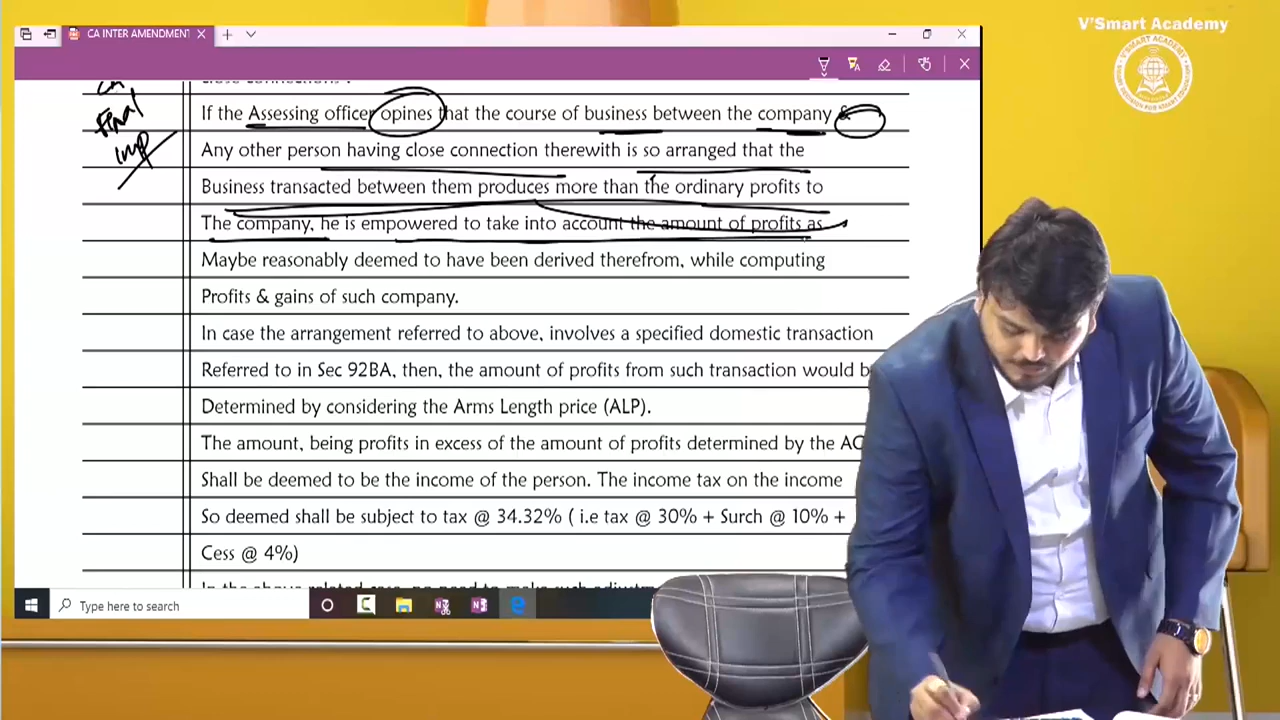 V'Smart Academy
CA INTER AMENDMENT
CA
Final
imp
If the Assessing officer opines that the course of business between the company &
Any other person having close connection therewith is so arranged that the
Business transacted between them produces more than the ordinary profits to
The company, he is empowered to take into account the amount of profits as
Maybe reasonably deemed to have been derived therefrom, while computing
Profits & gains of such company.
In case the arrangement referred to above, involves a specified domestic transaction
Referred to in Sec 92BA, then, the amount of profits from such transaction would b
Determined by considering the Arms Length price (ALP).
The amount, being profits in excess of the amount of profits determined by the AO
Shall be deemed to be the income of the person. The income tax on the income
So deemed shall be subject to tax @ 34.32% ( i.e tax @ 30% + Surch @ 10% +
Cess @ 4%)
Type here to search